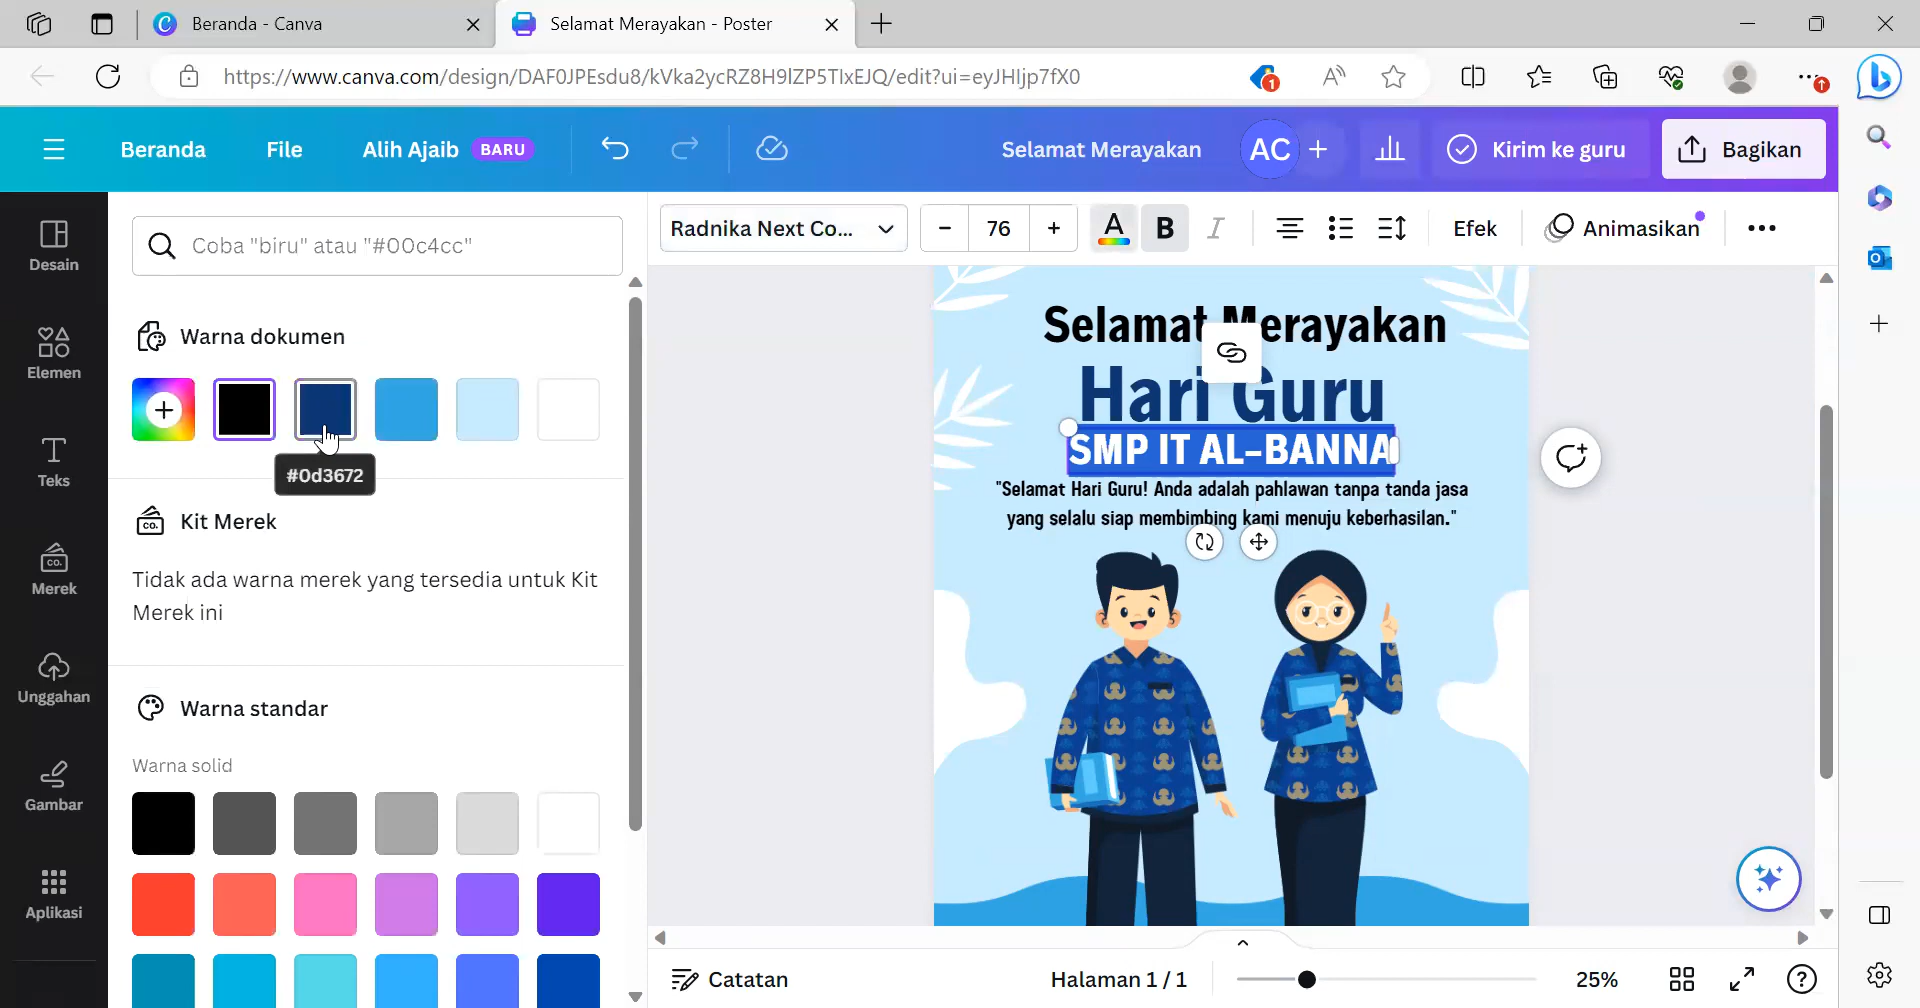 Beranda - Canva
Selamat Merayakan - Poster
https://www.canva.com/design/DAF0JPEsdu8/kVka2ycRZ8H9lZP5TIxEJQ/edit?ui=eyJHIjp7fX0
1
Beranda
File
Alih Ajaib BARU
Selamat Merayakan
AC
Kirim ke guru
Bagikan
Desain
Elemen
Teks
Merek
Unggahan
Gambar
Aplikasi
Coba "biru" atau "#00c4cc"
Warna dokumen
#0d3672
Kit Merek
Tidak ada warna merek yang tersedia untuk Kit
Merek ini
Warna standar
Warna solid
Radnika Next Co...
– 76 +
A B I
Efek
Animasikan
Selamat Merayakan
Hari Guru
SMP IT AL-BANNA
"Selamat Hari Guru! Anda adalah pahlawan tanpa tanda jasa
yang selalu siap membimbing kami menuju keberhasilan."
Catatan
Halaman 1 / 1
25%